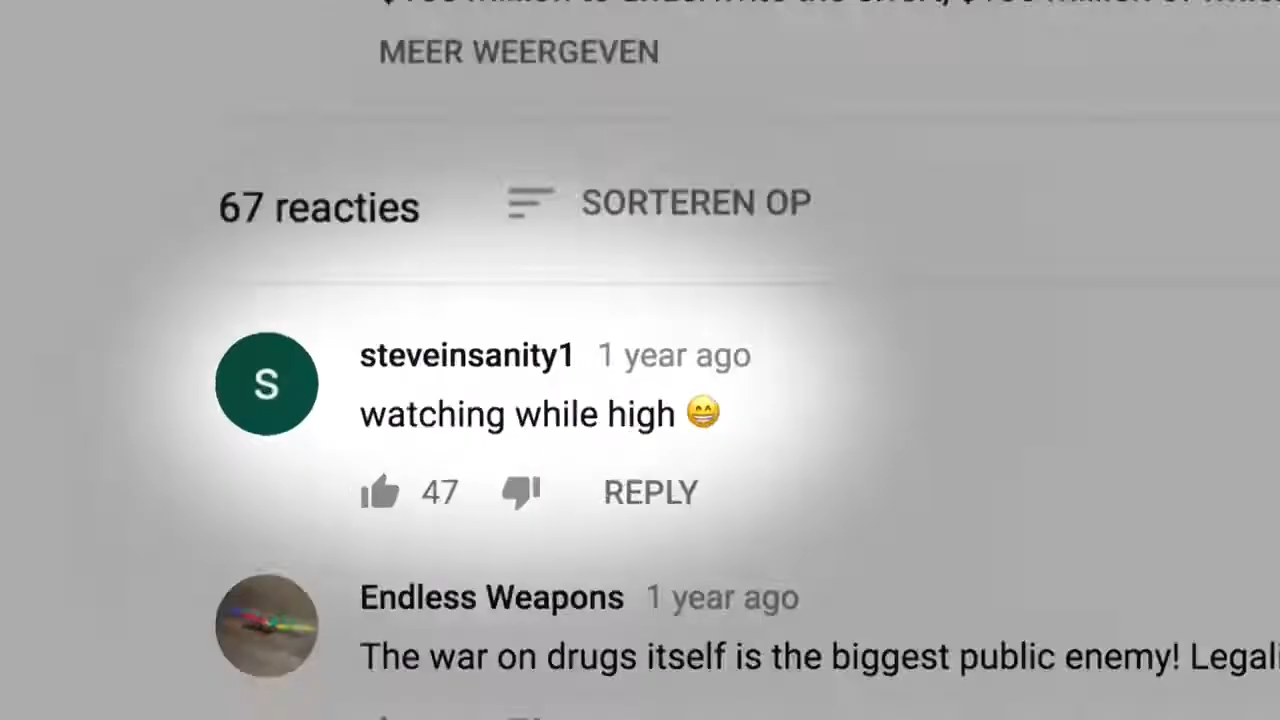 MEER WEERGEVEN
67 reacties
SORTEREN OP
S
steveinsanity1 1 year ago
watching while high 😁
47
REPLY
Endless Weapons 1 year ago
The war on drugs itself is the biggest public enemy!